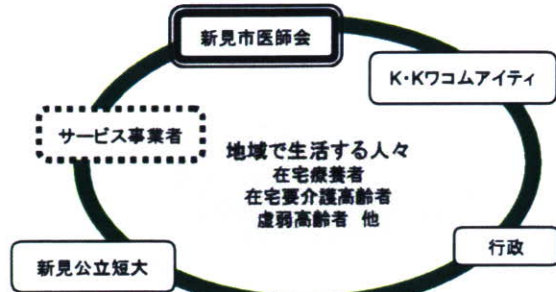 新見市医師会
K・Kワコムアイティ
サービス事業者
地域で生活する人々
在宅療養者
在宅要介護高齢者
虚弱高齢者 他
行政
新見公立短大